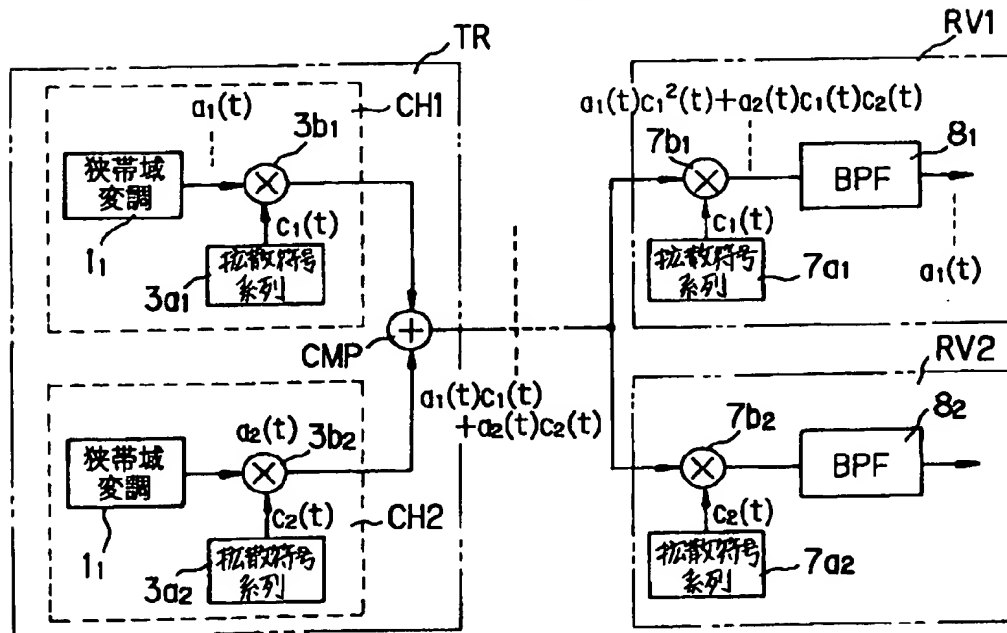 TR
CH1
a₁(t)
3b₁
狭帯域
変調
1₁
c₁(t)
拡散符号
系列
3a₁
CMP
a₁(t)c₁(t)
+a₂(t)c₂(t)
a₂(t)
3b₂
狭帯域
変調
1₁
c₂(t)
CH2
拡散符号
系列
3a₂
RV1
a₁(t)c₁²(t)+a₂(t)c₁(t)c₂(t)
7b₁
8₁
BPF
c₁(t)
拡散符号
系列
7a₁
a₁(t)
RV2
7b₂
8₂
BPF
c₂(t)
拡散符号
系列
7a₂